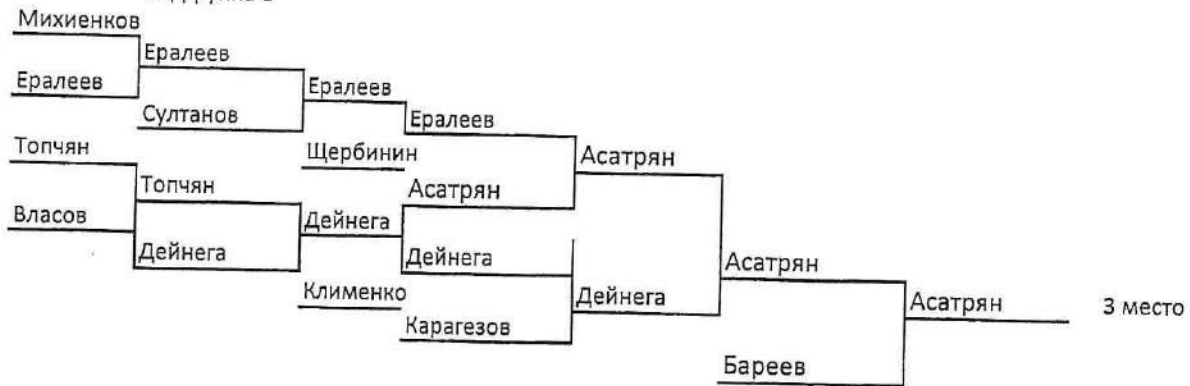 Михиенков
Ералеев
Ералеев
Ералеев
Султанов
Ералеев
Топчян
Щербинин
Асатрян
Топчян
Асатрян
Власов
Дейнега
Дейнега
Дейнега
Асатрян
Клименко
Дейнега
Асатрян
3 место
Карагезов
Бареев